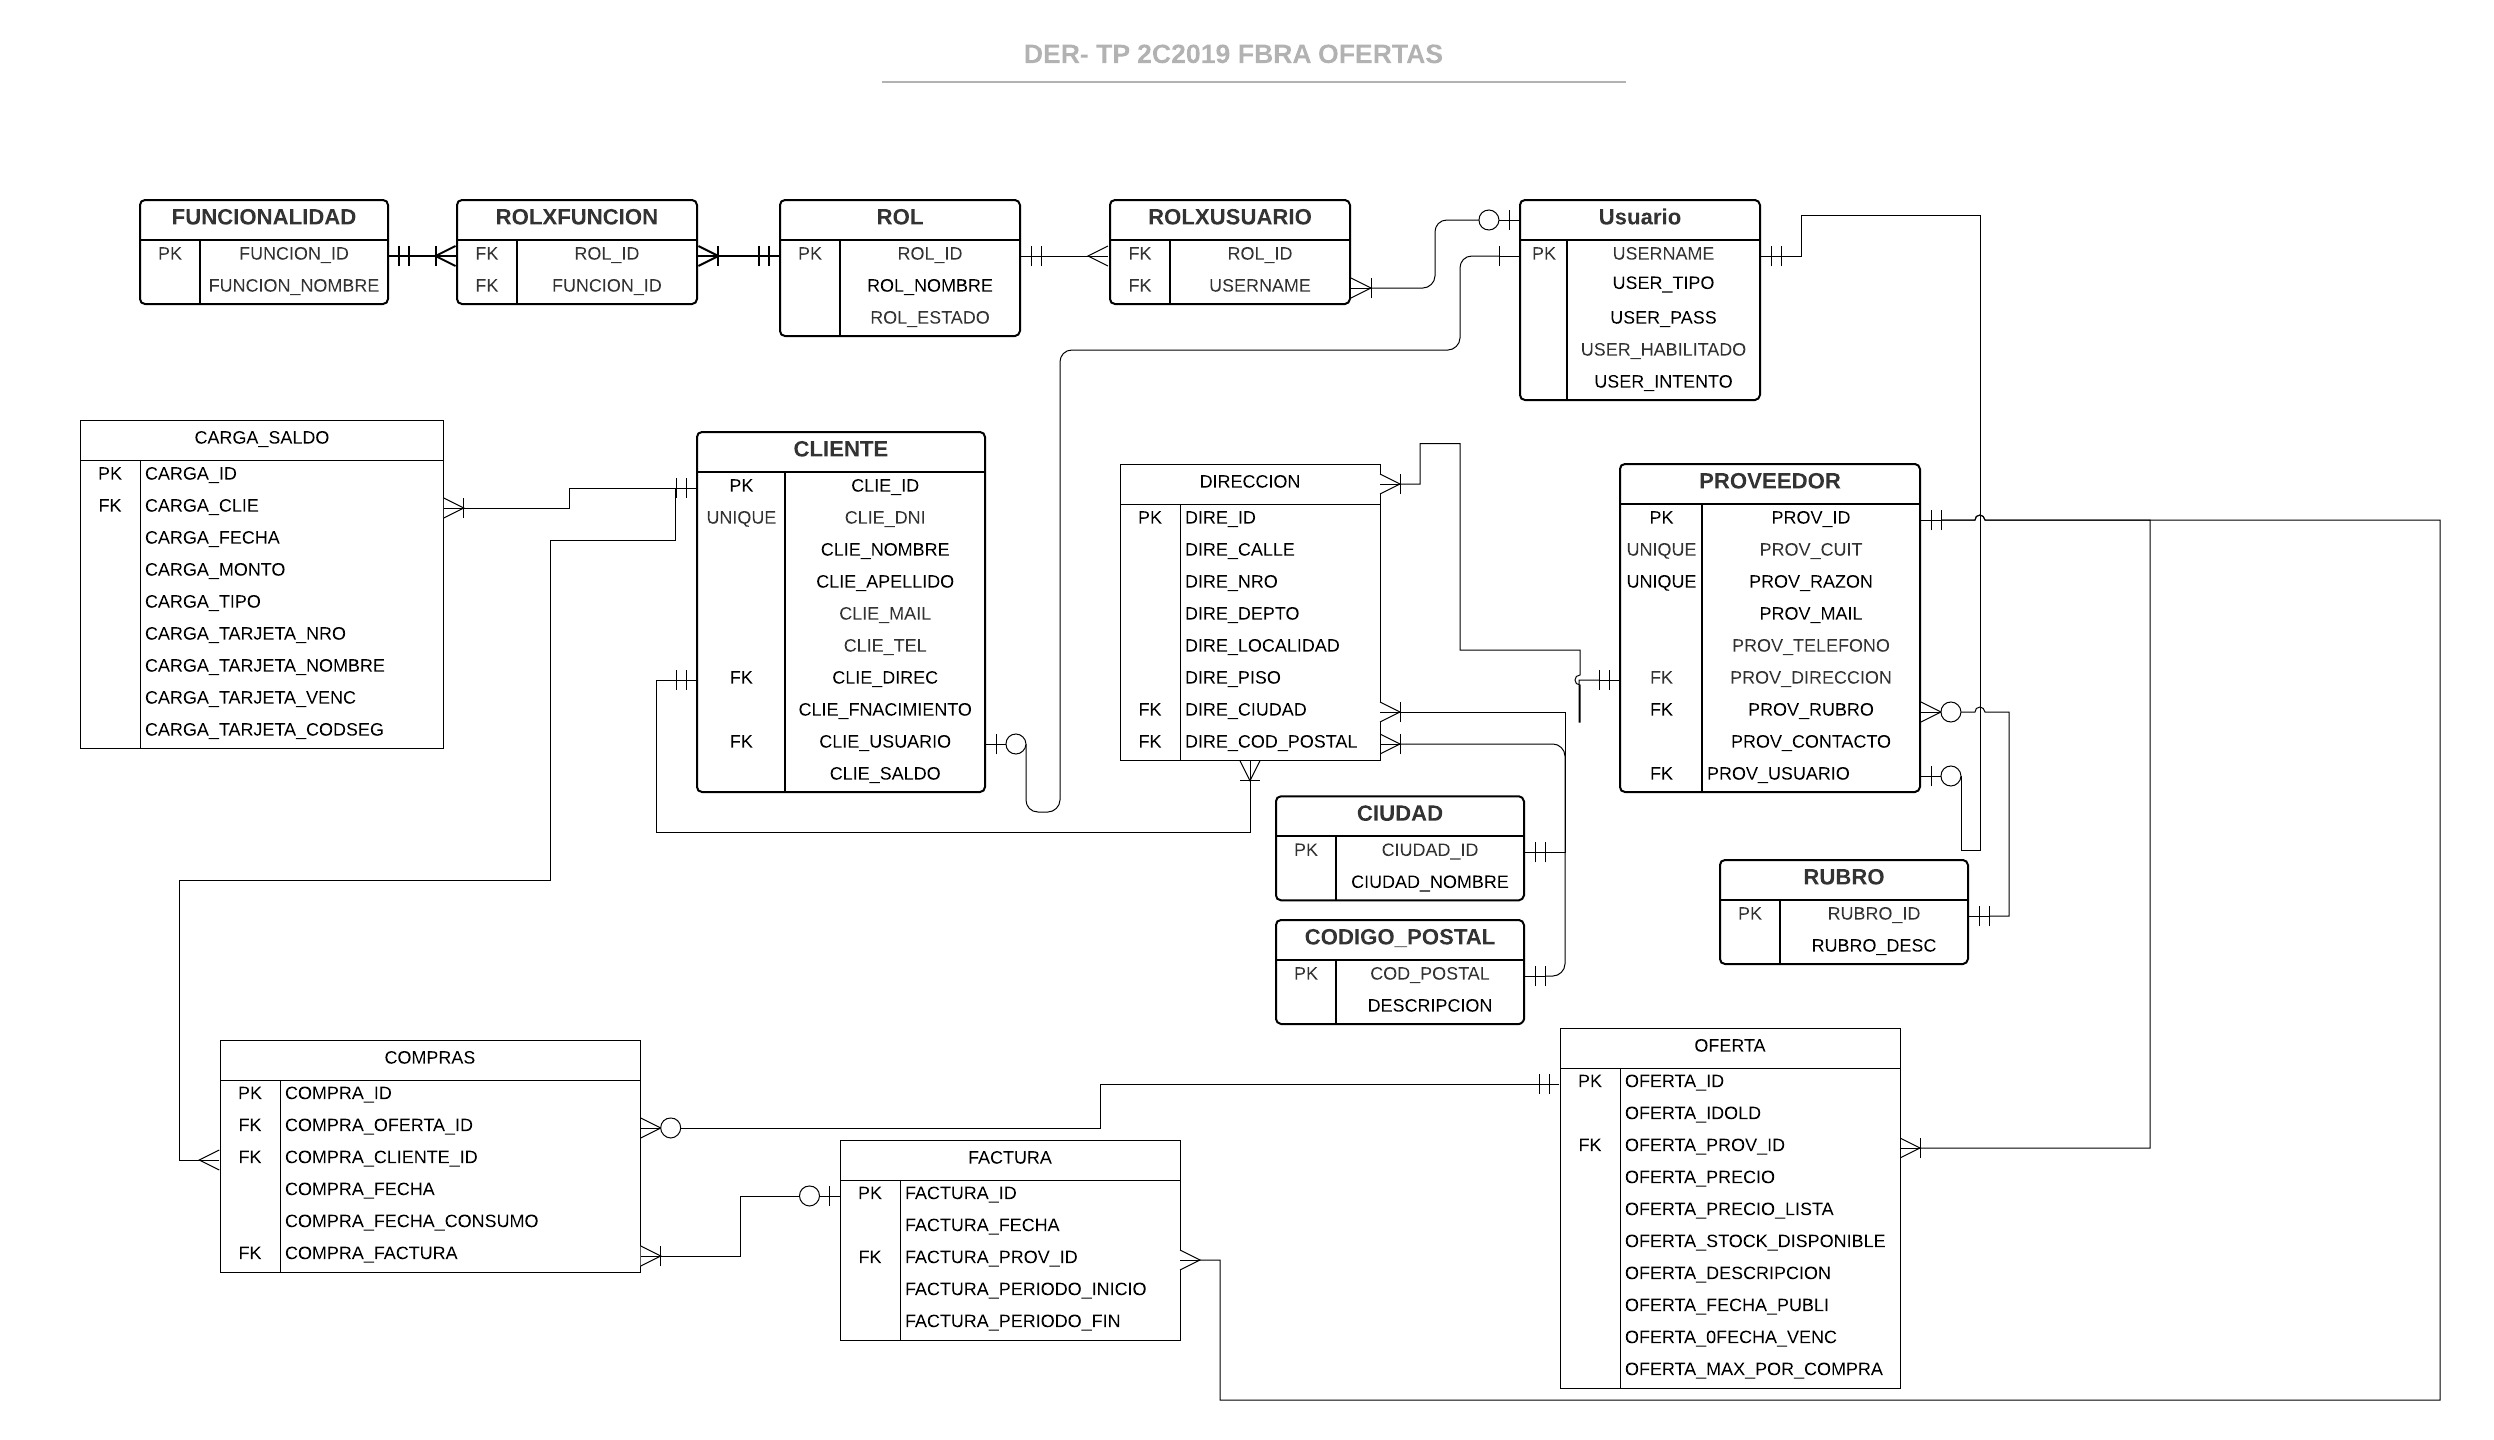 DER- TP 2C2019 FBRA OFERTAS
FUNCIONALIDAD
PK FUNCION_ID
FUNCION_NOMBRE
ROLXFUNCION
FK ROL_ID
FK FUNCION_ID
ROL
PK ROL_ID
ROL_NOMBRE
ROL_ESTADO
ROLXUSUARIO
FK ROL_ID
FK USERNAME
Usuario
PK USERNAME
USER_TIPO
USER_PASS
USER_HABILITADO
USER_INTENTO
CARGA_SALDO
PK CARGA_ID
FK CARGA_CLIE
CARGA_FECHA
CARGA_MONTO
CARGA_TIPO
CARGA_TARJETA_NRO
CARGA_TARJETA_NOMBRE
CARGA_TARJETA_VENC
CARGA_TARJETA_CODSEG
CLIENTE
PK CLIE_ID
UNIQUE CLIE_DNI
CLIE_NOMBRE
CLIE_APELLIDO
CLIE_MAIL
CLIE_TEL
FK CLIE_DIREC
CLIE_FNACIMIENTO
FK CLIE_USUARIO
CLIE_SALDO
DIRECCION
PK DIRE_ID
DIRE_CALLE
DIRE_NRO
DIRE_DEPTO
DIRE_LOCALIDAD
DIRE_PISO
FK DIRE_CIUDAD
FK DIRE_COD_POSTAL
PROVEEDOR
PK PROV_ID
UNIQUE PROV_CUIT
UNIQUE PROV_RAZON
PROV_MAIL
PROV_TELEFONO
FK PROV_DIRECCION
FK PROV_RUBRO
PROV_CONTACTO
FK PROV_USUARIO
CIUDAD
PK CIUDAD_ID
CIUDAD_NOMBRE
RUBRO
PK RUBRO_ID
RUBRO_DESC
CODIGO_POSTAL
PK COD_POSTAL
DESCRIPCION
COMPRAS
PK COMPRA_ID
FK COMPRA_OFERTA_ID
FK COMPRA_CLIENTE_ID
COMPRA_FECHA
COMPRA_FECHA_CONSUMO
FK COMPRA_FACTURA
FACTURA
PK FACTURA_ID
FACTURA_FECHA
FK FACTURA_PROV_ID
FACTURA_PERIODO_INICIO
FACTURA_PERIODO_FIN
OFERTA
PK OFERTA_ID
OFERTA_IDOLD
FK OFERTA_PROV_ID
OFERTA_PRECIO
OFERTA_PRECIO_LISTA
OFERTA_STOCK_DISPONIBLE
OFERTA_DESCRIPCION
OFERTA_FECHA_PUBLI
OFERTA_0FECHA_VENC
OFERTA_MAX_POR_COMPRA